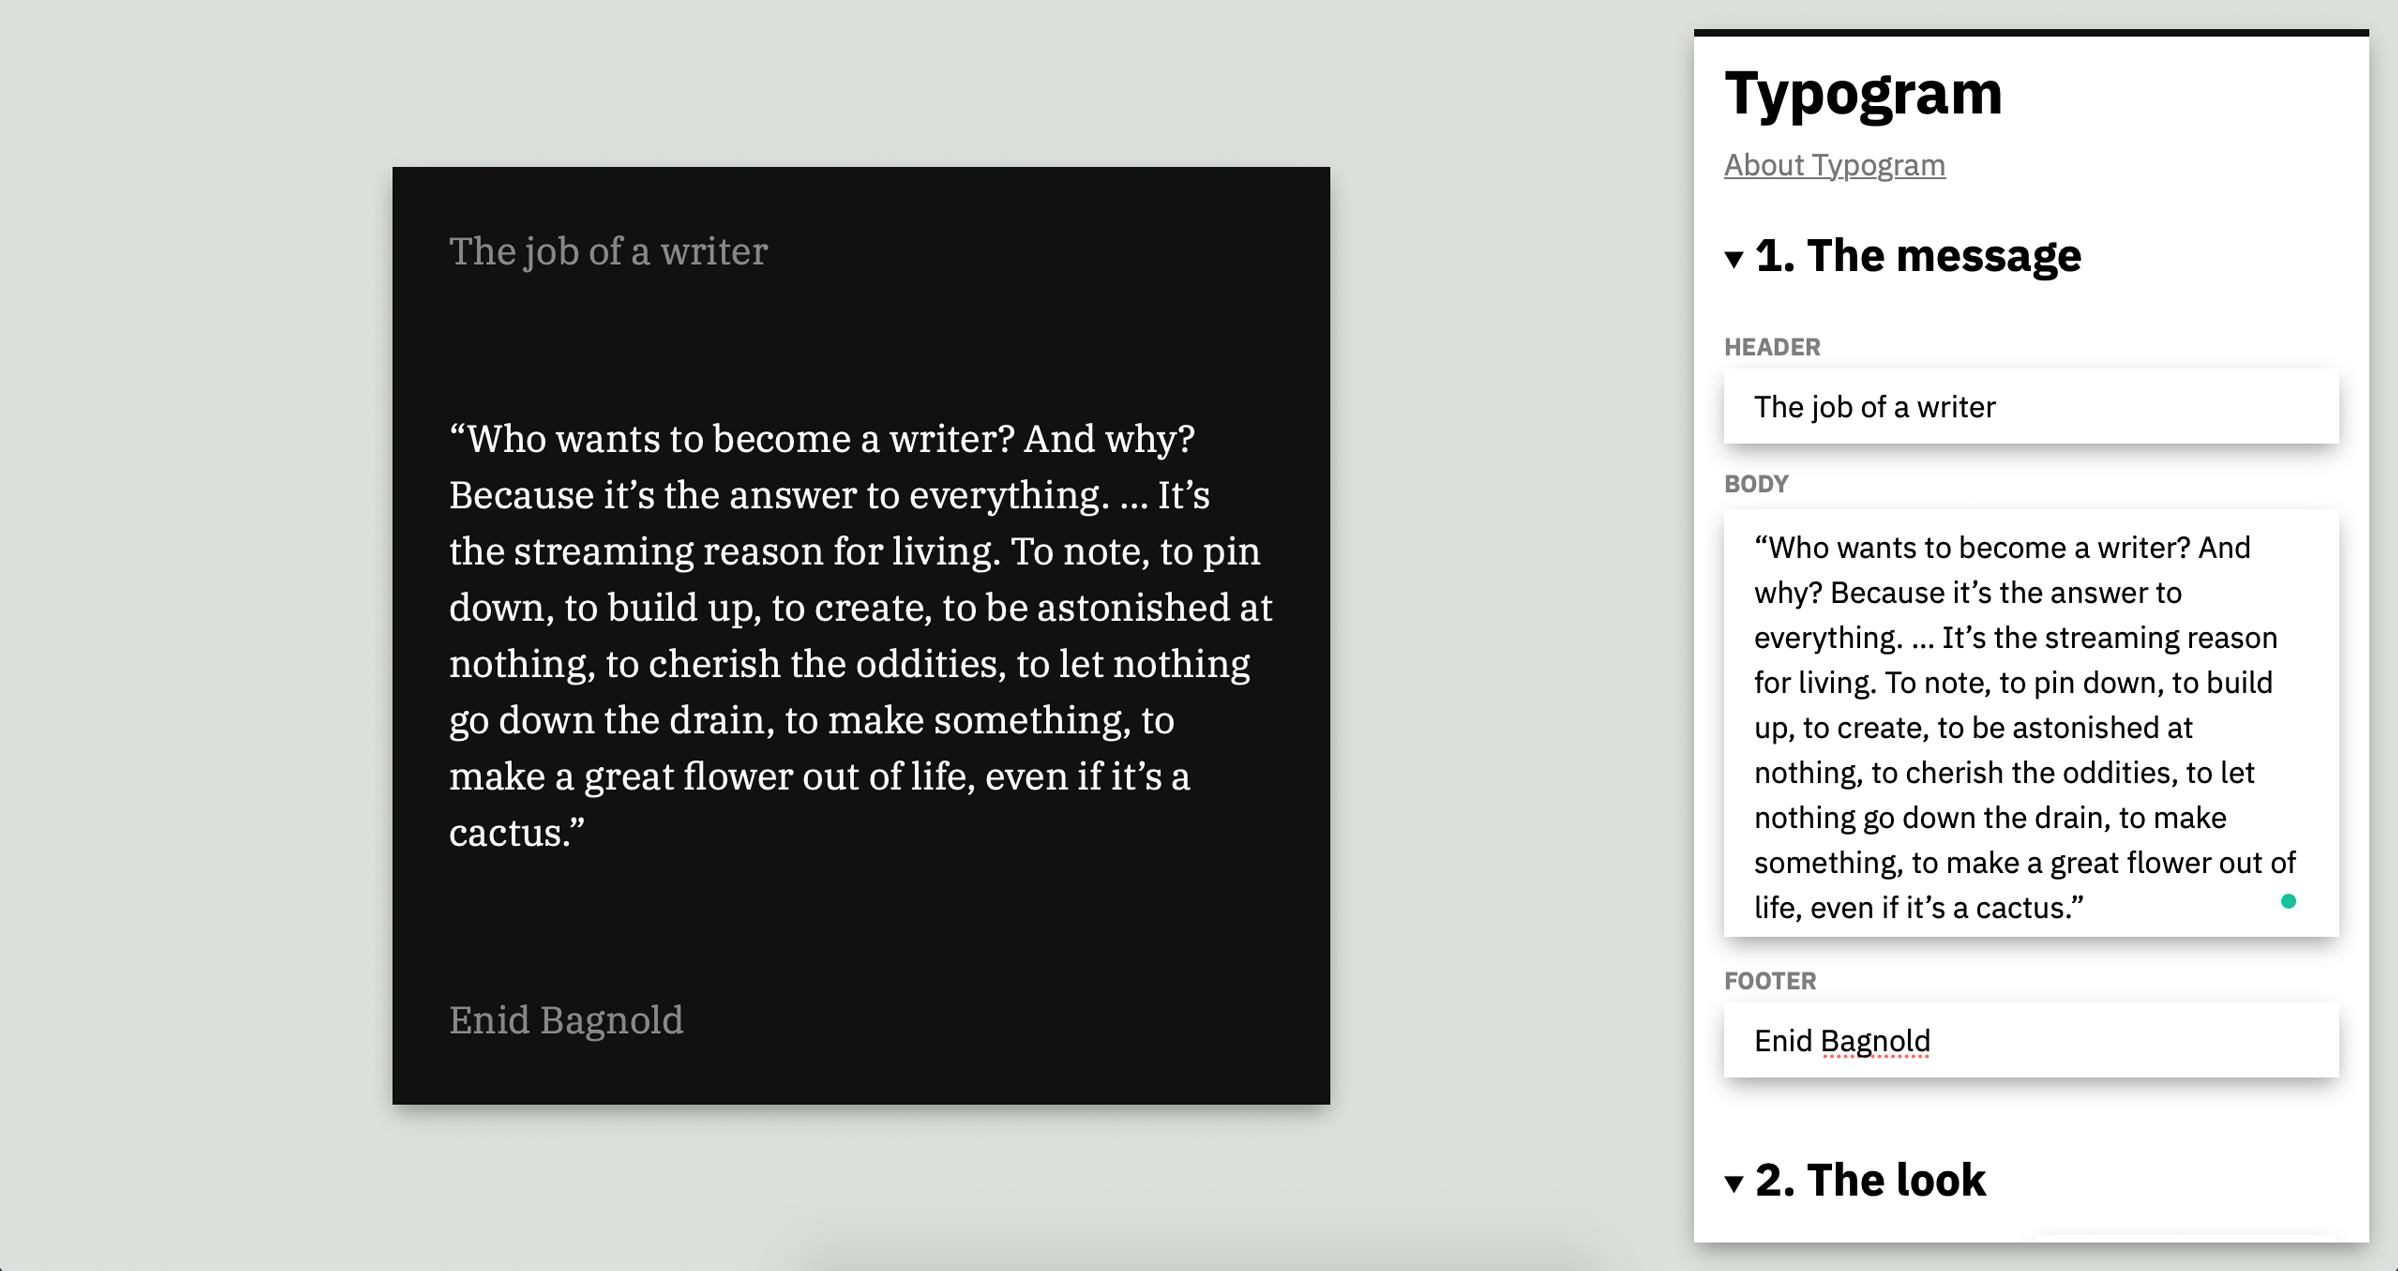 The job of a writer
“Who wants to become a writer? And why?
Because it’s the answer to everything. ... It’s
the streaming reason for living. To note, to pin
down, to build up, to create, to be astonished at
nothing, to cherish the oddities, to let nothing
go down the drain, to make something, to
make a great flower out of life, even if it’s a
cactus.”
Enid Bagnold
Typogram
About Typogram
▼ 1. The message
HEADER
The job of a writer
BODY
“Who wants to become a writer? And
why? Because it’s the answer to
everything. ... It’s the streaming reason
for living. To note, to pin down, to build
up, to create, to be astonished at
nothing, to cherish the oddities, to let
nothing go down the drain, to make
something, to make a great flower out of
life, even if it’s a cactus.”
FOOTER
Enid Bagnold
▼ 2. The look